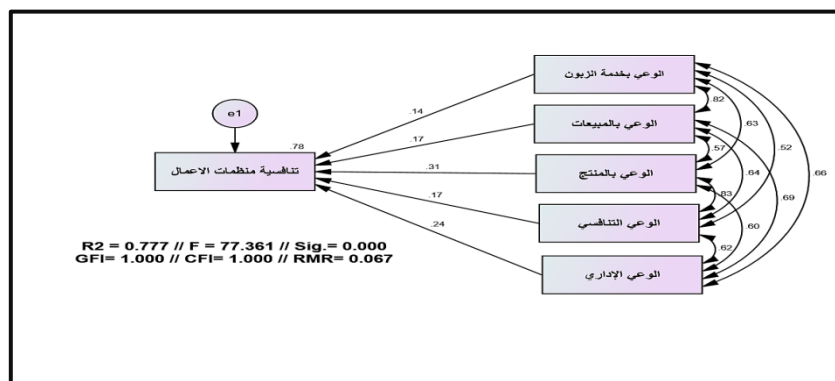 الوعي بخدمة الزبون
.82
e1
.14
.63
.78
الوعي بالمبيعات
.17
.57
.52
تنافسية منظمات الاعمال
.31
الوعي بالمنتج
.64
.66
.83
.69
.17
الوعي التنافسي
.60
.24
.62
R2 = 0.777 // F = 77.361 // Sig.= 0.000
GFI= 1.000 // CFI= 1.000 // RMR= 0.067
الوعي الإداري